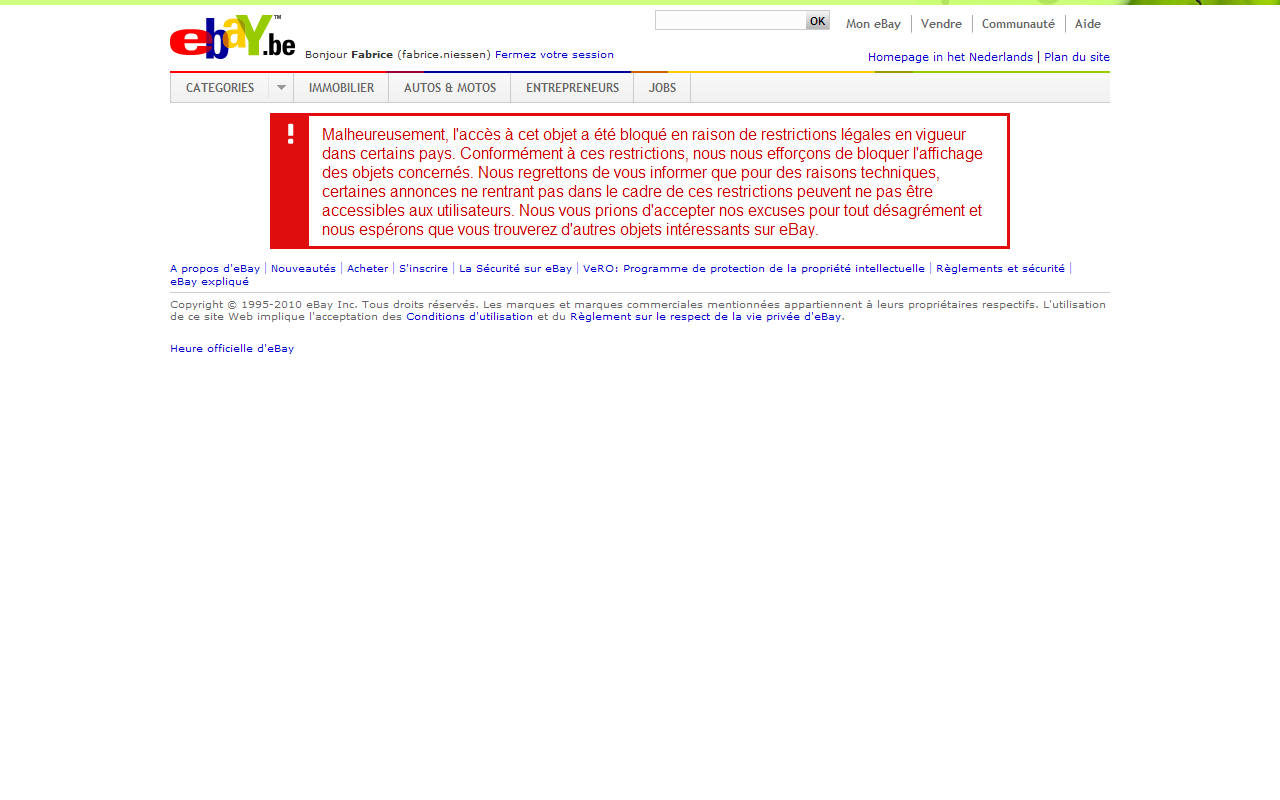 ebaY.be™
OK
Mon eBay Vendre Communauté Aide
Bonjour Fabrice (fabrice.niessen) Fermez votre session
Homepage in het Nederlands | Plan du site
CATEGORIES IMMOBILIER AUTOS & MOTOS ENTREPRENEURS JOBS
!
Malheureusement, l'accès à cet objet a été bloqué en raison de restrictions légales en vigueur
dans certains pays. Conformément à ces restrictions, nous nous efforçons de bloquer l'affichage
des objets concernés. Nous regrettons de vous informer que pour des raisons techniques,
certaines annonces ne rentrant pas dans le cadre de ces restrictions peuvent ne pas être
accessibles aux utilisateurs. Nous vous prions d'accepter nos excuses pour tout désagrément et
nous espérons que vous trouverez d'autres objets intéressants sur eBay.
A propos d'eBay | Nouveautés | Acheter | S'inscrire | La Sécurité sur eBay | VeRO: Programme de protection de la propriété intellectuelle | Règlements et sécurité |
eBay expliqué
Copyright © 1995-2010 eBay Inc. Tous droits réservés. Les marques et marques commerciales mentionnées appartiennent à leurs propriétaires respectifs. L'utilisation
de ce site Web implique l'acceptation des Conditions d'utilisation et du Règlement sur le respect de la vie privée d'eBay.
Heure officielle d'eBay